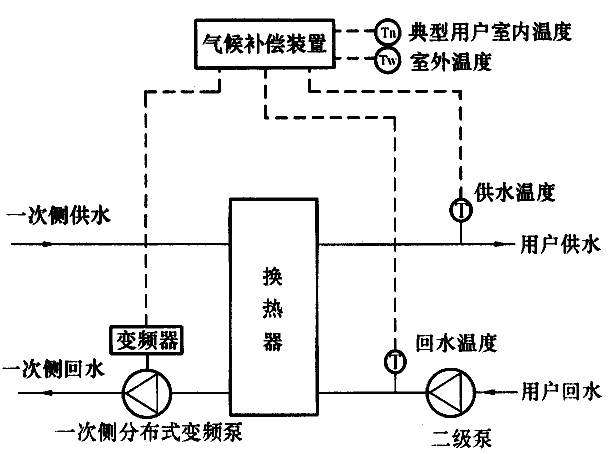 气候补偿装置
Tn 典型用户室内温度
Tw 室外温度
供水温度
T
一次侧供水
用户供水
换热器
变频器
回水温度
T
一次侧回水
用户回水
一次侧分布式变频泵
二级泵